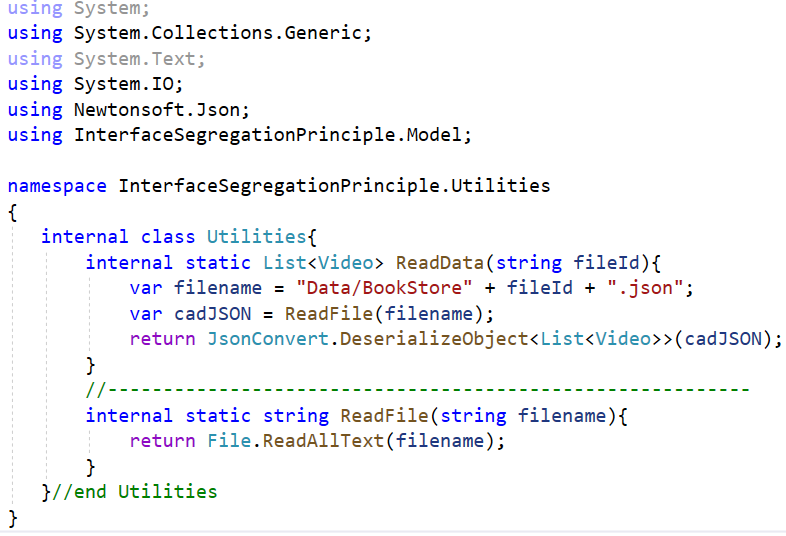 using System;
using System.Collections.Generic;
using System.Text;
using System.IO;
using Newtonsoft.Json;
using InterfaceSegregationPrinciple.Model;

namespace InterfaceSegregationPrinciple.Utilities
{
   internal class Utilities{
       internal static List<Video> ReadData(string fileId){
           var filename = "Data/BookStore" + fileId + ".json";
           var cadJSON = ReadFile(filename);
           return JsonConvert.DeserializeObject<List<Video>>(cadJSON);
       }
       //----------------------------------------------------------
       internal static string ReadFile(string filename){
           return File.ReadAllText(filename);
       }
   }//end Utilities
}